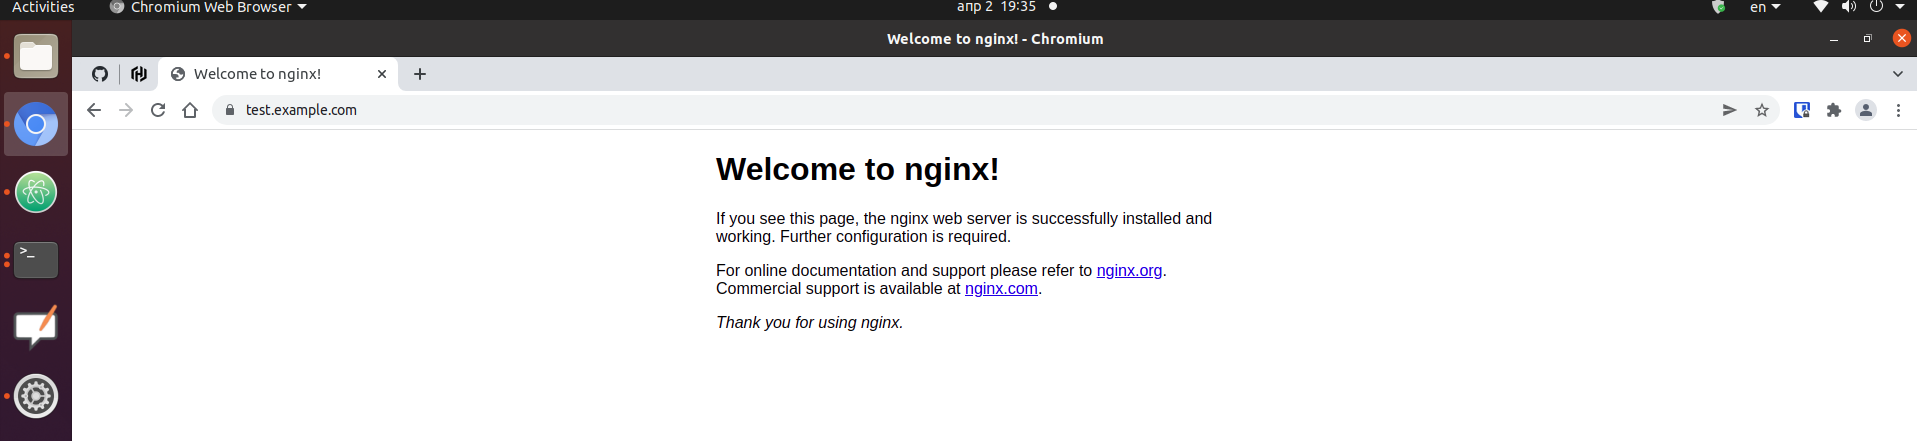 Activities
Chromium Web Browser
апр 2 19:35
en
Welcome to nginx! - Chromium
Welcome to nginx!
test.example.com
Welcome to nginx!
If you see this page, the nginx web server is successfully installed and
working. Further configuration is required.
For online documentation and support please refer to nginx.org.
Commercial support is available at nginx.com.
Thank you for using nginx.